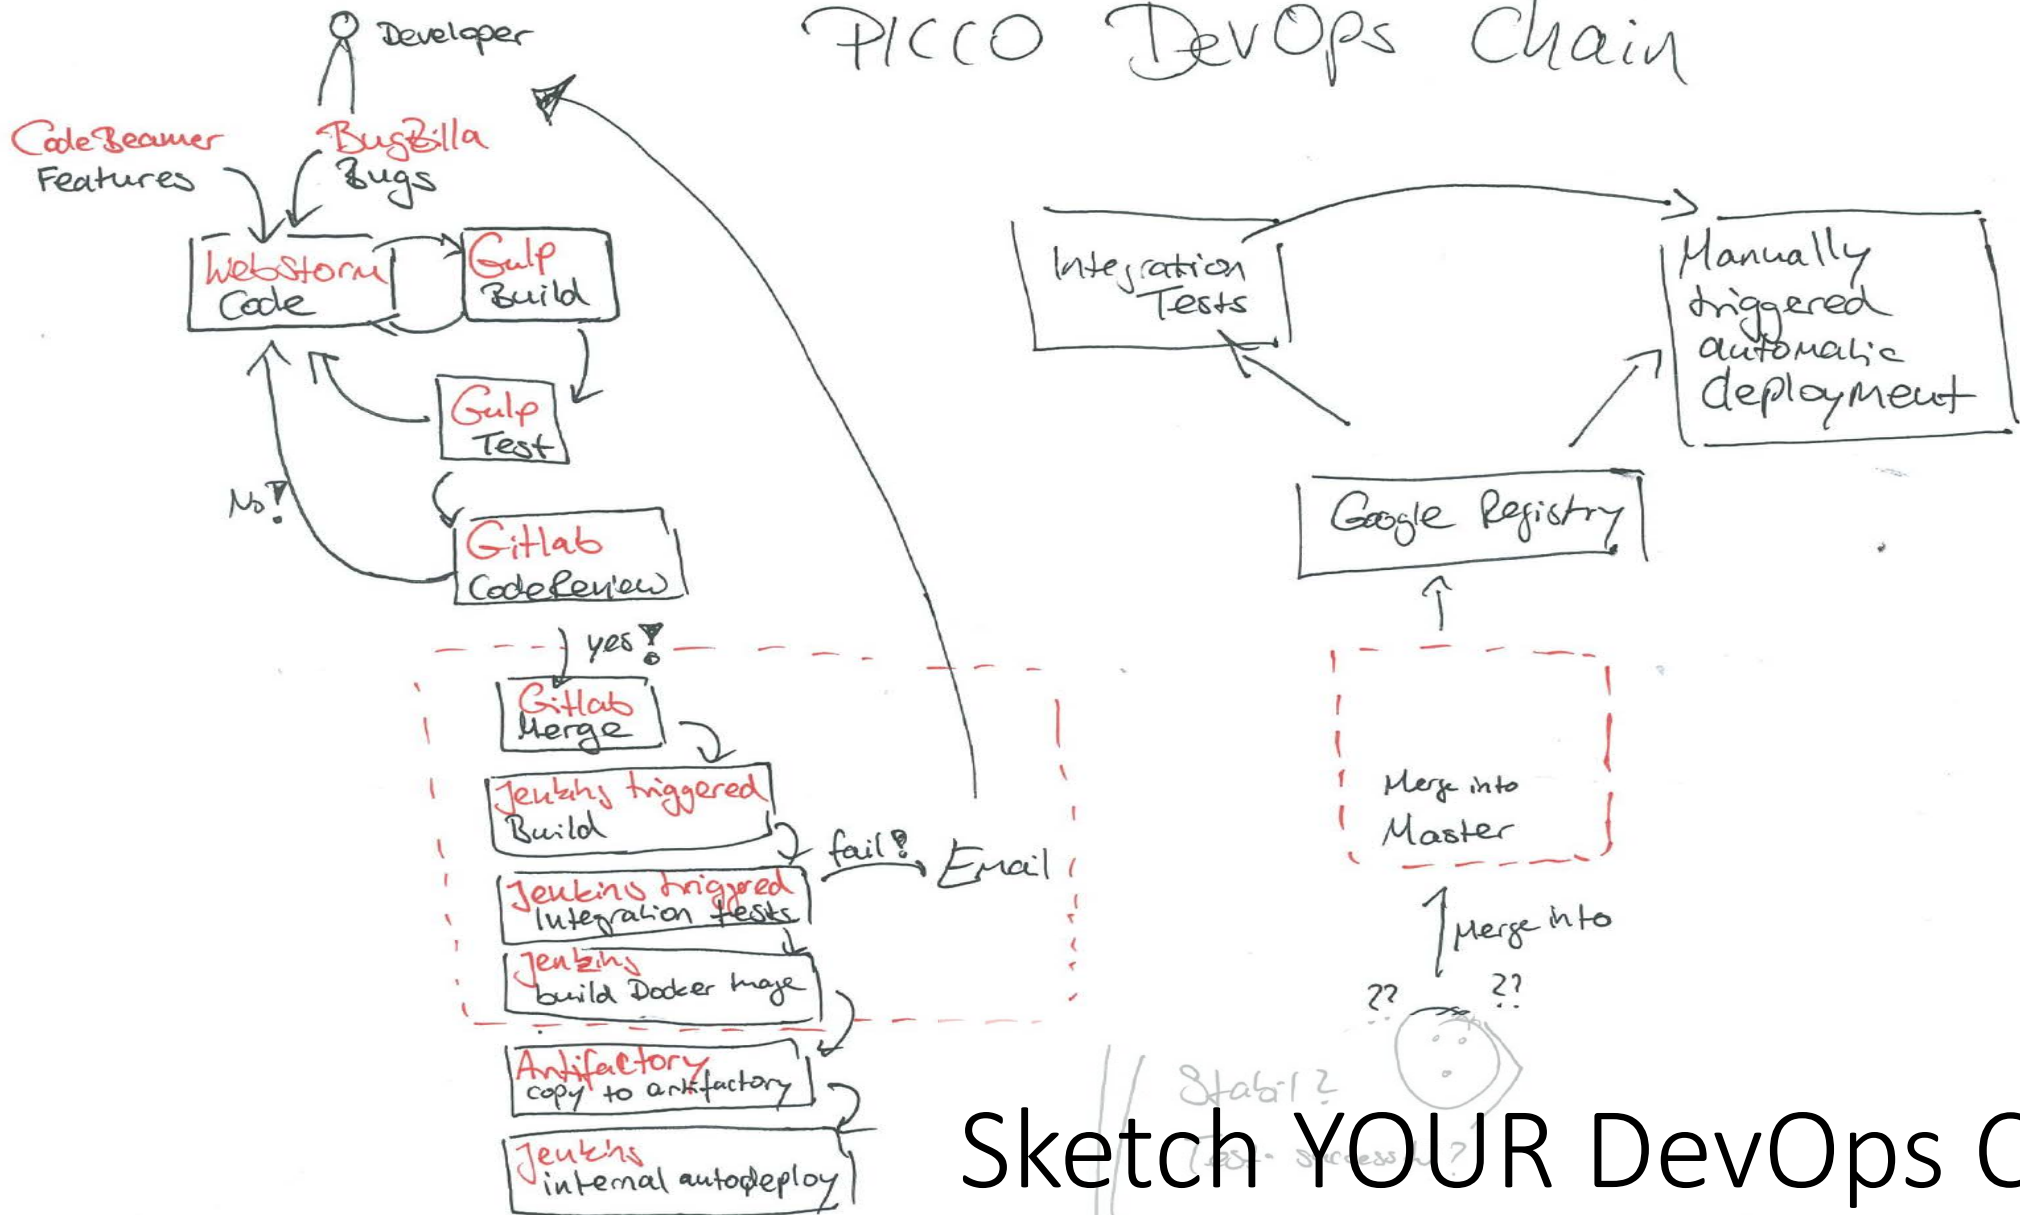 PICCO DevOps Chain
Developer
CodeBeamer
Features
BugZilla
Bugs
Webstorm
Code
Gulp
Build
Gulp
Test
No!
Gitlab
CodeReview
yes!
Gitlab
Merge
Jenkins triggered
Build
Jenkins triggered
Integration tests
fail?
Email
Jenkins
build Docker Image
Antifactory
copy to artifactory
Jenkins
internal autodeploy
Integration
Tests
Manually
triggered
automatic
deployment
Google Registry
Merge into
Master
Merge into
?? ??
Stabil?
Sketch YOUR DevOps